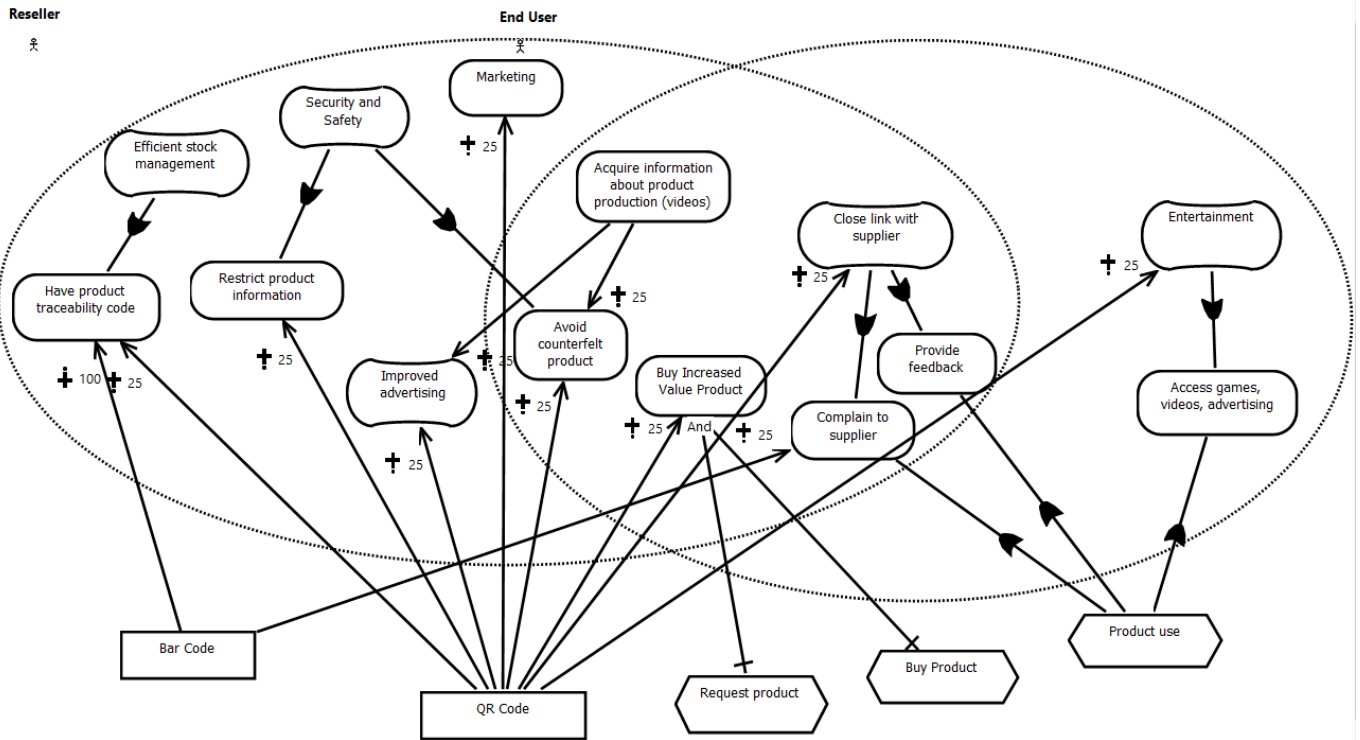 Reseller
End User
Marketing
Security and
Safety
25
Efficient stock
management
Acquire information
about product
production (videos)
Close link with
supplier
Entertainment
25
25
Restrict product
information
Have product
traceability code
25
Avoid
counterfelt
product
Provide
feedback
25
25
100
25
Improved
advertising
Buy Increased
Value Product
Access games,
videos, advertising
25
Complain to
supplier
25
And
25
25
Bar Code
Product use
Buy Product
Request product
QR Code